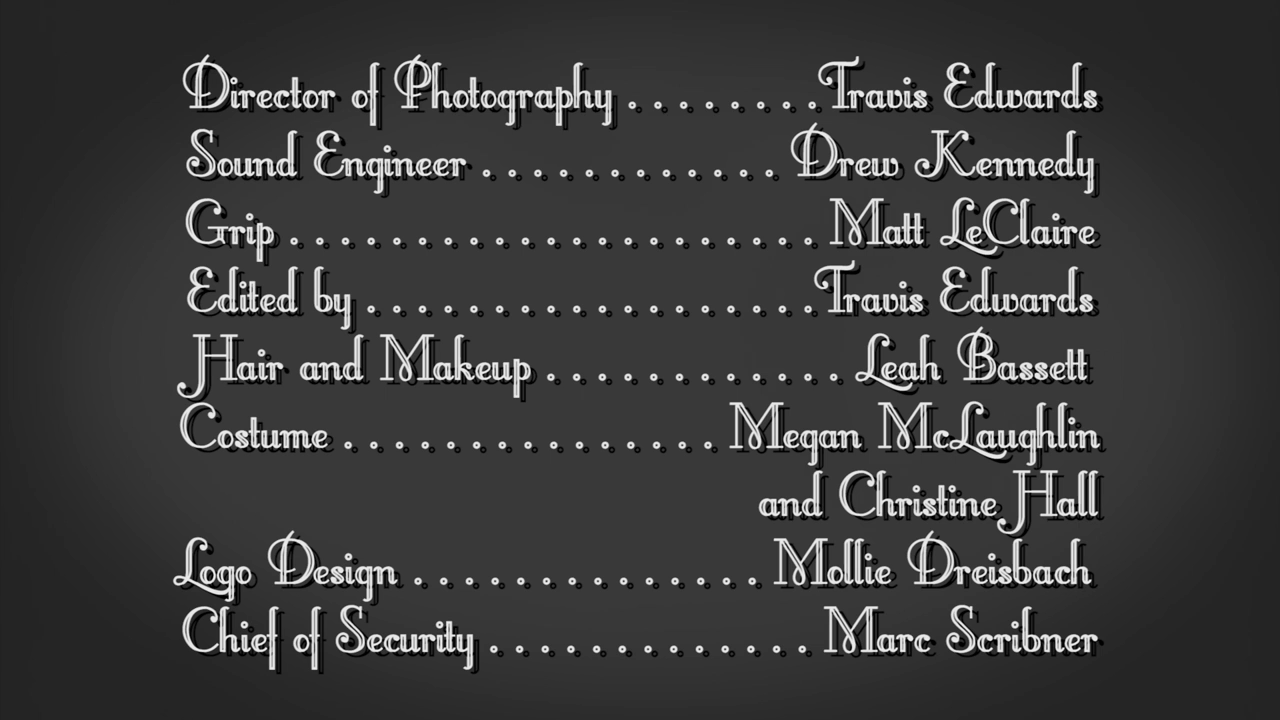 Director of Photography ........ Travis Edwards
Sound Engineer ............ Drew Kennedy
Grip ..................... Matt LeClaire
Edited by .................. Travis Edwards
Hair and Makeup ............ Leah Bassett
Costume ............... Megan McLaughlin
and Christine Hall
Logo Design .............. Mollie Dreisbach
Chief of Security ............. Marc Scribner